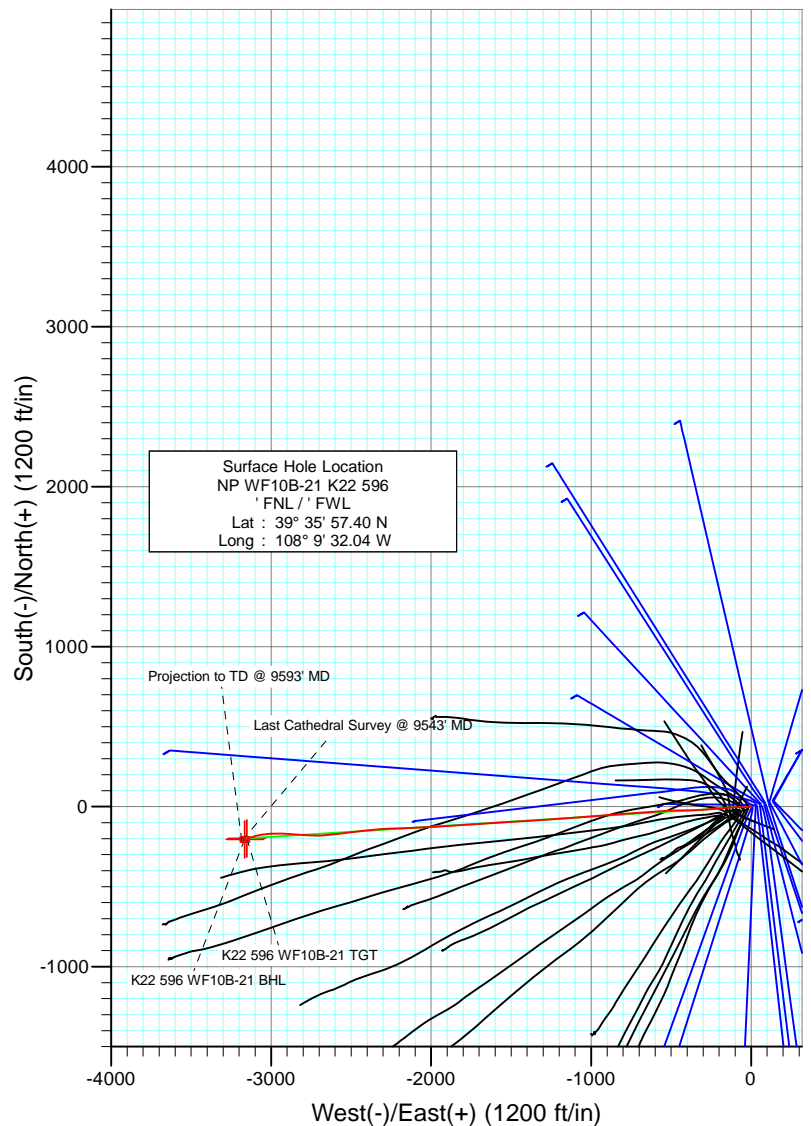 4000
3000
South(-)/North(+) (1200 ft/in)
2000
1000
0
-1000
Surface Hole Location
NP WF10B-21 K22 596
' FNL / ' FWL
Lat : 39° 35' 57.40 N
Long : 108° 9' 32.04 W
Projection to TD @ 9593' MD
Last Cathedral Survey @ 9543' MD
K22 596 WF10B-21 TGT
K22 596 WF10B-21 BHL
-4000 -3000 -2000 -1000 0
West(-)/East(+) (1200 ft/in)